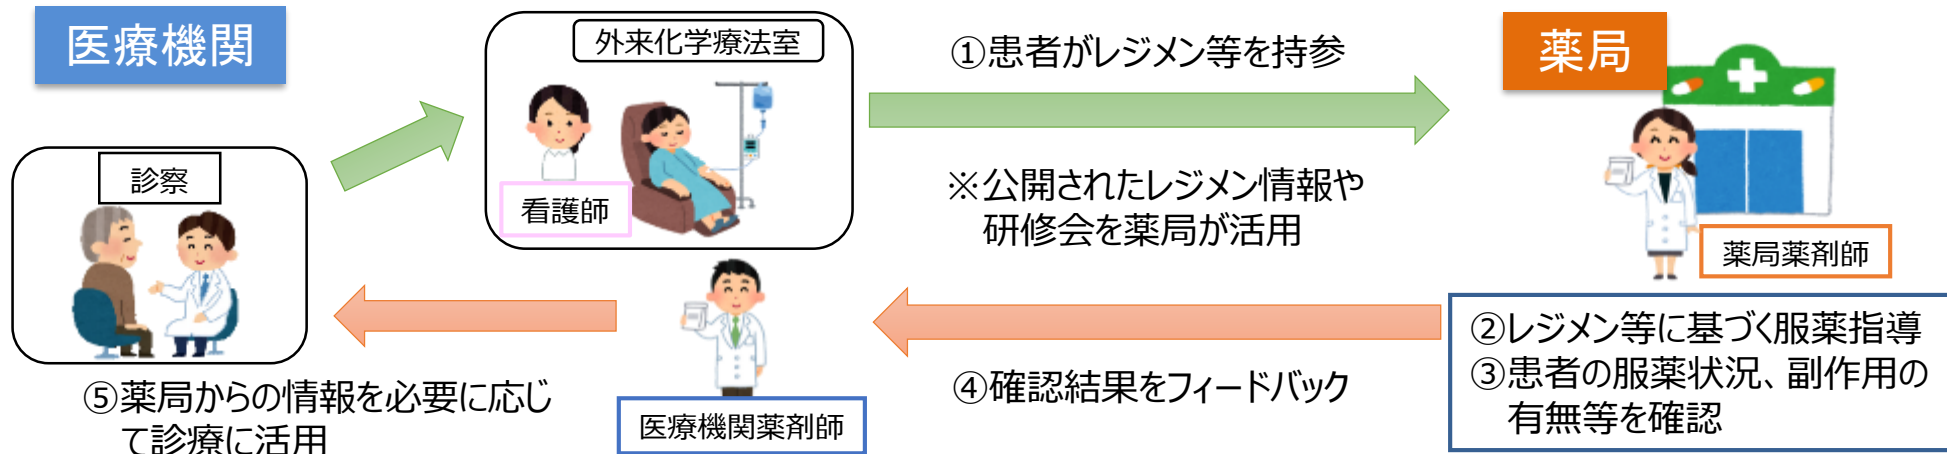 医療機関
外来化学療法室
①患者がレジメン等を持参
薬局
診察
看護師
※公開されたレジメン情報や
研修会を薬局が活用
薬局薬剤師
②レジメン等に基づく服薬指導
③患者の服薬状況、副作用の
有無等を確認
④確認結果をフィードバック
医療機関薬剤師
⑤薬局からの情報を必要に応じ
て診療に活用